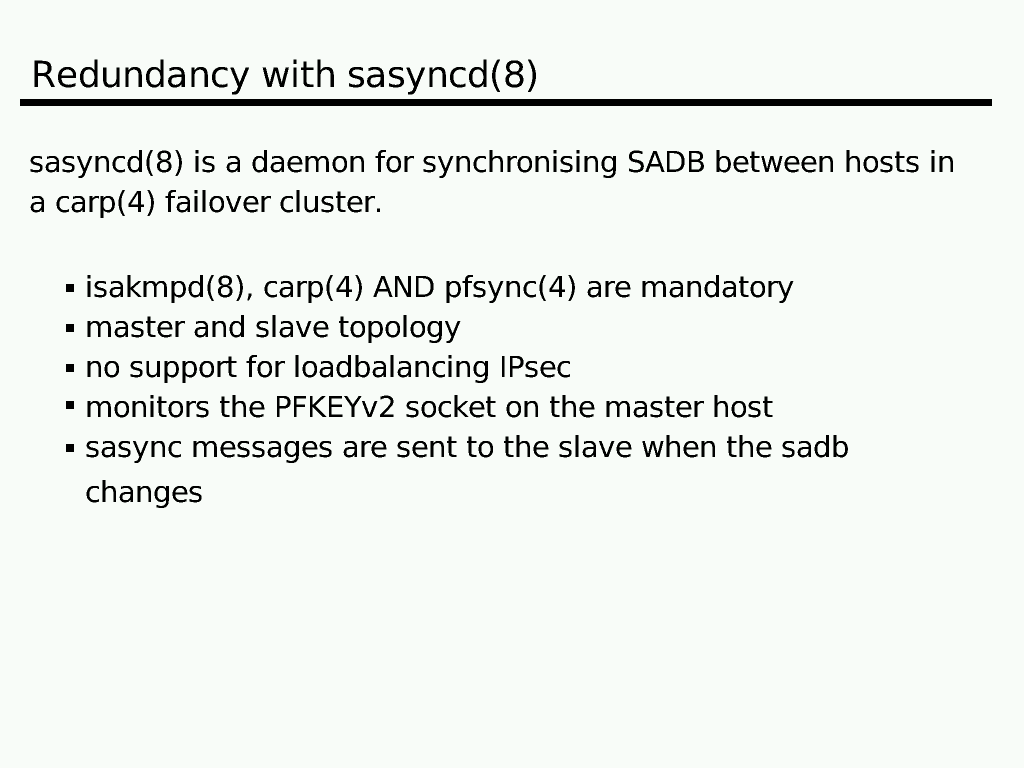 Redundancy with sasyncd(8)
sasyncd(8) is a daemon for synchronising SADB between hosts in
a carp(4) failover cluster.
▪ isakmpd(8), carp(4) AND pfsync(4) are mandatory
▪ master and slave topology
▪ no support for loadbalancing IPsec
▪ monitors the PFKEYv2 socket on the master host
▪ sasync messages are sent to the slave when the sadb
changes